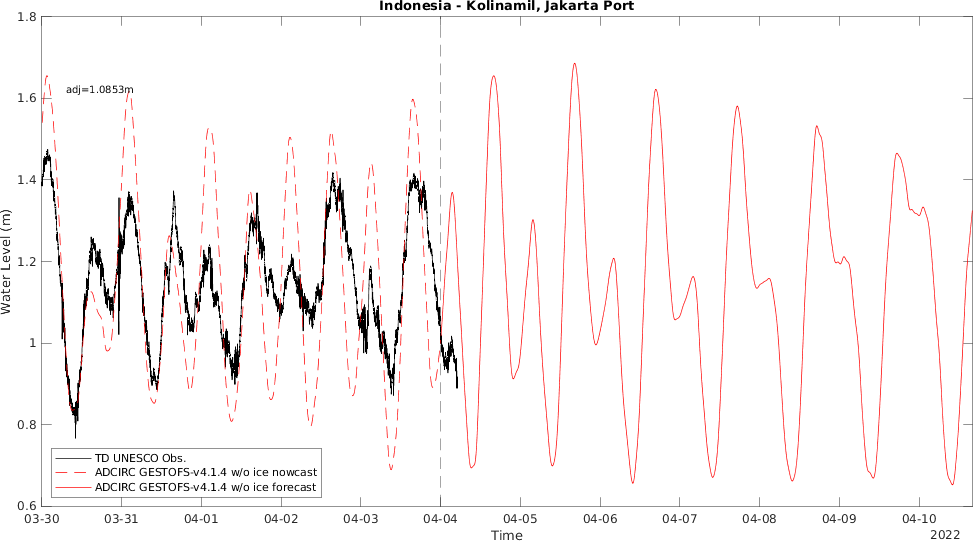 Indonesia - Kolinamil, Jakarta Port
1.8
1.6
1.4
1.2
1
0.8
0.6
Water Level (m)
adj=1.0853m
TD UNESCO Obs.
ADCIRC GESTOFS-v4.1.4 w/o ice nowcast
ADCIRC GESTOFS-v4.1.4 w/o ice forecast
03-30 03-31 04-01 04-02 04-03 04-04 04-05 04-06 04-07 04-08 04-09 04-10
Time
2022